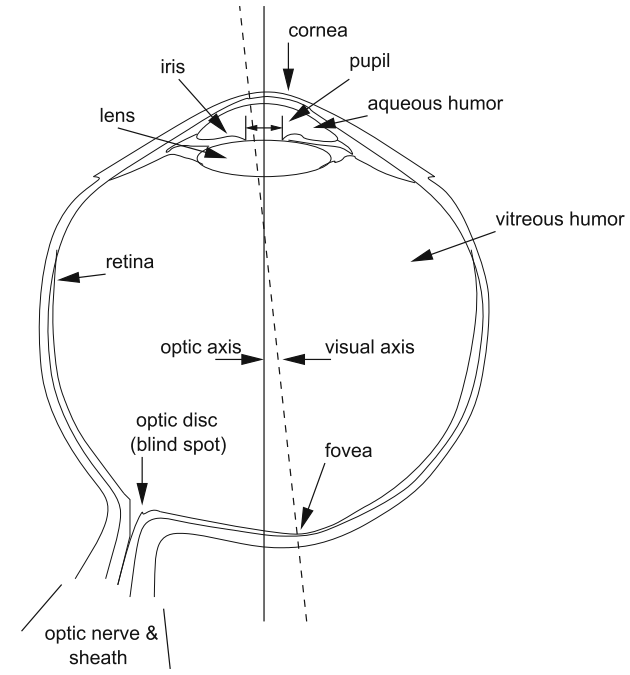 cornea
iris
pupil
aqueous humor
lens
vitreous humor
retina
optic axis
visual axis
optic disc
(blind spot)
fovea
optic nerve &
sheath